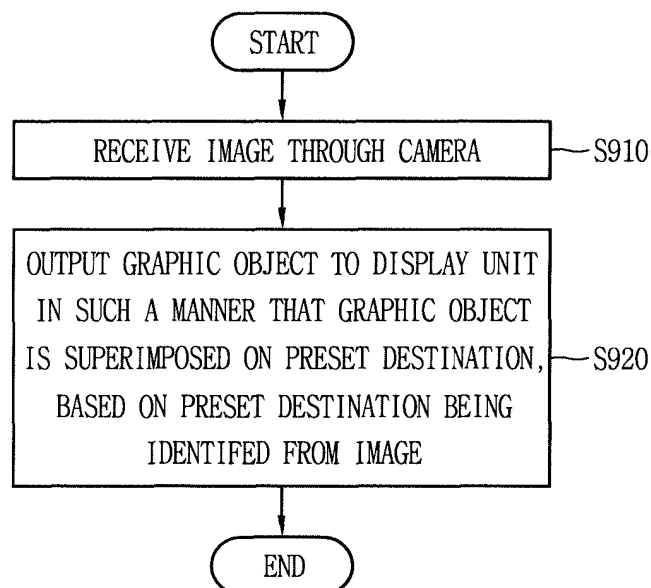 START
RECEIVE IMAGE THROUGH CAMERA
S910
OUTPUT GRAPHIC OBJECT TO DISPLAY UNIT
IN SUCH A MANNER THAT GRAPHIC OBJECT
IS SUPERIMPOSED ON PRESET DESTINATION,
BASED ON PRESET DESTINATION BEING
IDENTIFED FROM IMAGE
S920
END